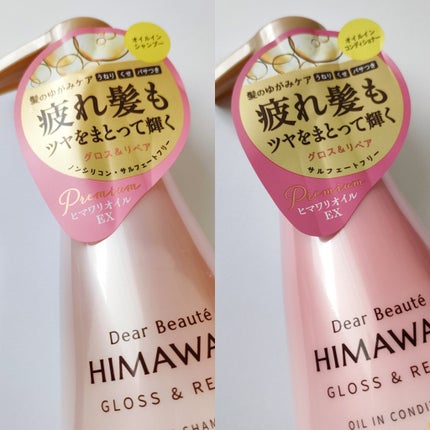 オイルイン
シャンプー
髪のゆがみケア うねり くせ パサつき
疲れ髪も
ツヤをまとって輝く
グロス&リペア
ノンシリコン・サルフェートフリー
Premium
ヒマワリオイル
EX
Dear Beauté
HIMAWA
GLOSS & RE
SHAM
オイルイン
コンディショナー
髪のゆがみケア うねり くせ パサつき
疲れ髪も
ツヤをまとって輝く
グロス&リペア
サルフェートフリー
Premium
ヒマワリオイル
EX
Dear Beauté
HIMAWA
GLOSS & RE
OIL IN CONDI